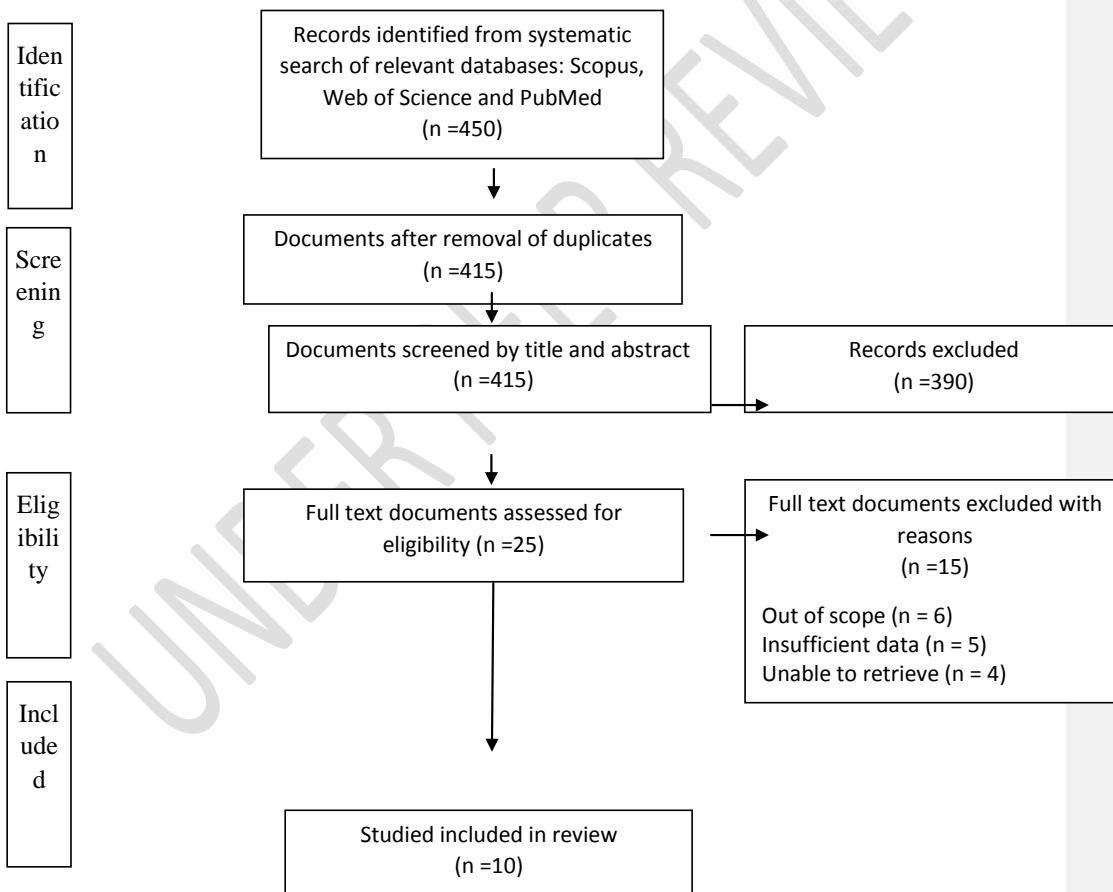 Iden
tific
atio
n
Records identified from systematic
search of relevant databases: Scopus,
Web of Science and PubMed
(n =450)
Scre
enin
g
Documents after removal of duplicates
(n =415)
Documents screened by title and abstract
(n =415)
Records excluded
(n =390)
Elig
ibili
ty
Full text documents assessed for
eligibility (n =25)
Full text documents excluded with
reasons
(n =15)
Out of scope (n = 6)
Insufficient data (n = 5)
Unable to retrieve (n = 4)
Incl
ude
d
Studied included in review
(n =10)
UNDER